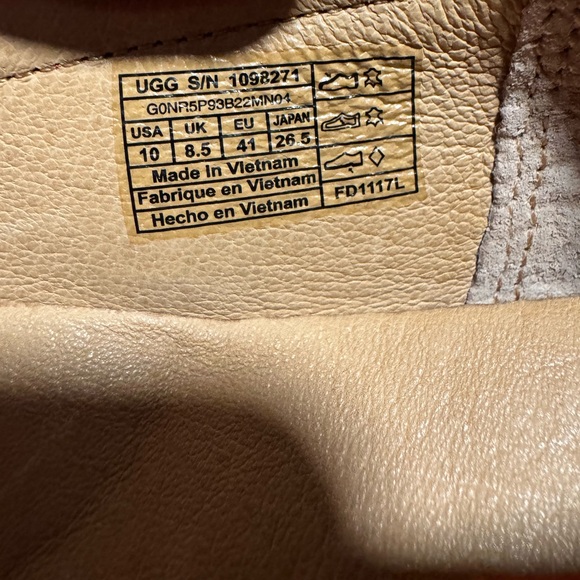 UGG S/N 1098271
G0NR5P93B22MN04
USA UK EU JAPAN
10 8.5 41 26.5
Made in Vietnam
Fabrique en Vietnam
Hecho en Vietnam
FD1117L